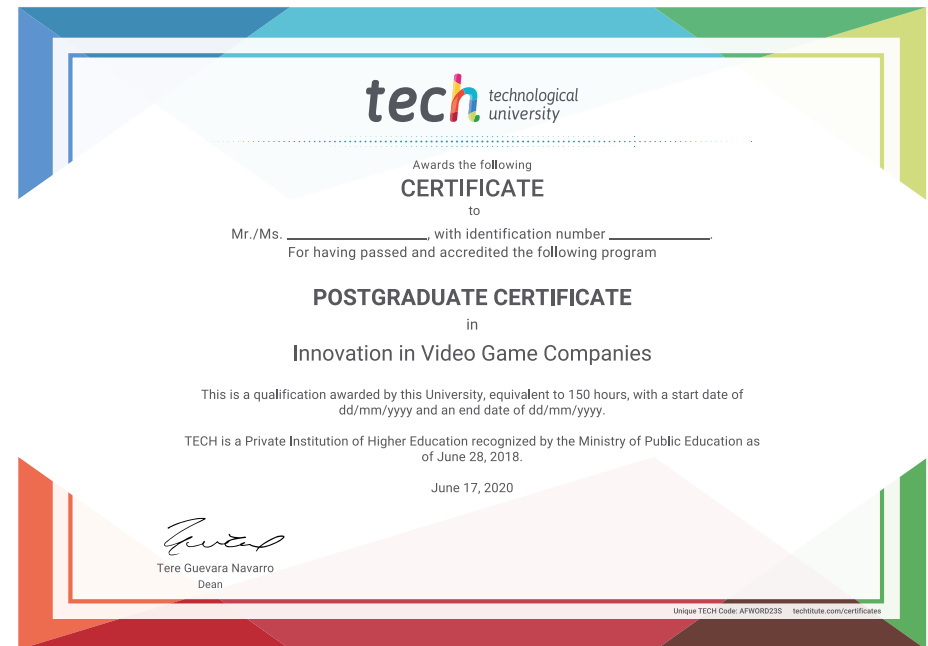 tech technological
university
Awards the following
CERTIFICATE
to
Mr./Ms. ____________________, with identification number ______________.
For having passed and accredited the following program
POSTGRADUATE CERTIFICATE
in
Innovation in Video Game Companies
This is a qualification awarded by this University, equivalent to 150 hours, with a start date of
dd/mm/yyyy and an end date of dd/mm/yyyy.
TECH is a Private Institution of Higher Education recognized by the Ministry of Public Education as
of June 28, 2018.
June 17, 2020
Tere Guevara Navarro
Dean
Unique TECH Code: AFWORD23S techtitute.com/certificates